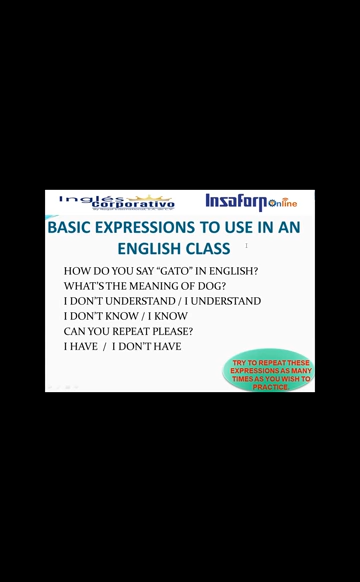 Inglés corporativo
Insaforp Online
BASIC EXPRESSIONS TO USE IN AN
ENGLISH CLASS
HOW DO YOU SAY “GATO” IN ENGLISH?
WHAT’S THE MEANING OF DOG?
I DON’T UNDERSTAND / I UNDERSTAND
I DON’T KNOW / I KNOW
CAN YOU REPEAT PLEASE?
I HAVE / I DON’T HAVE
TRY TO REPEAT THESE
EXPRESSIONS AS MANY
TIMES AS YOU WISH TO
PRACTICE.